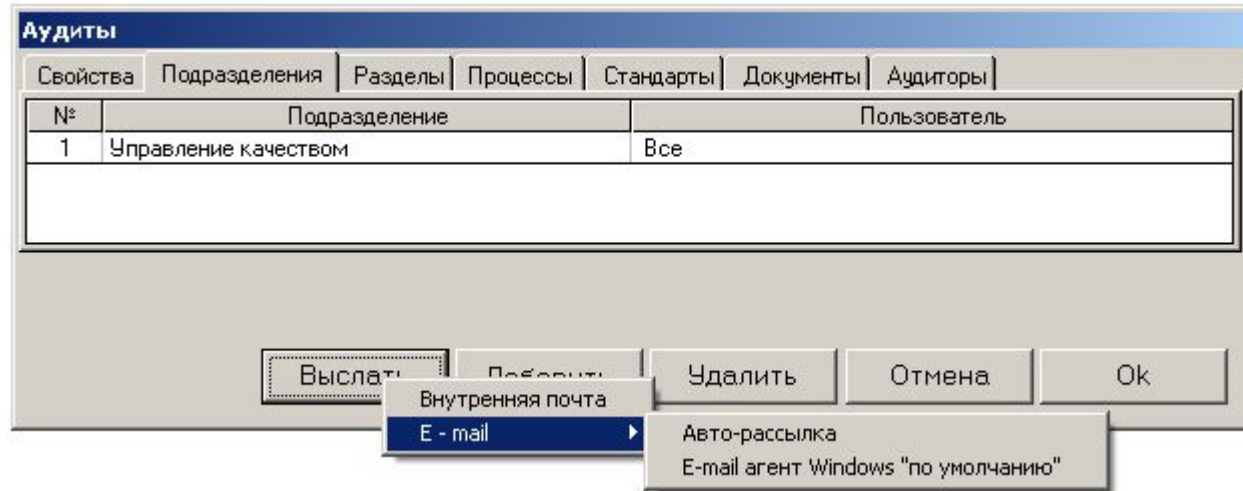 Аудиты
Свойства Подразделения Разделы Процессы Стандарты Документы Аудиторы
№ Подразделение Пользователь
1 Управление качеством Все
Выслать Добавить Удалить Отмена Ok
Внутренняя почта
E - mail Авто-рассылка
E-mail агент Windows "по умолчанию"